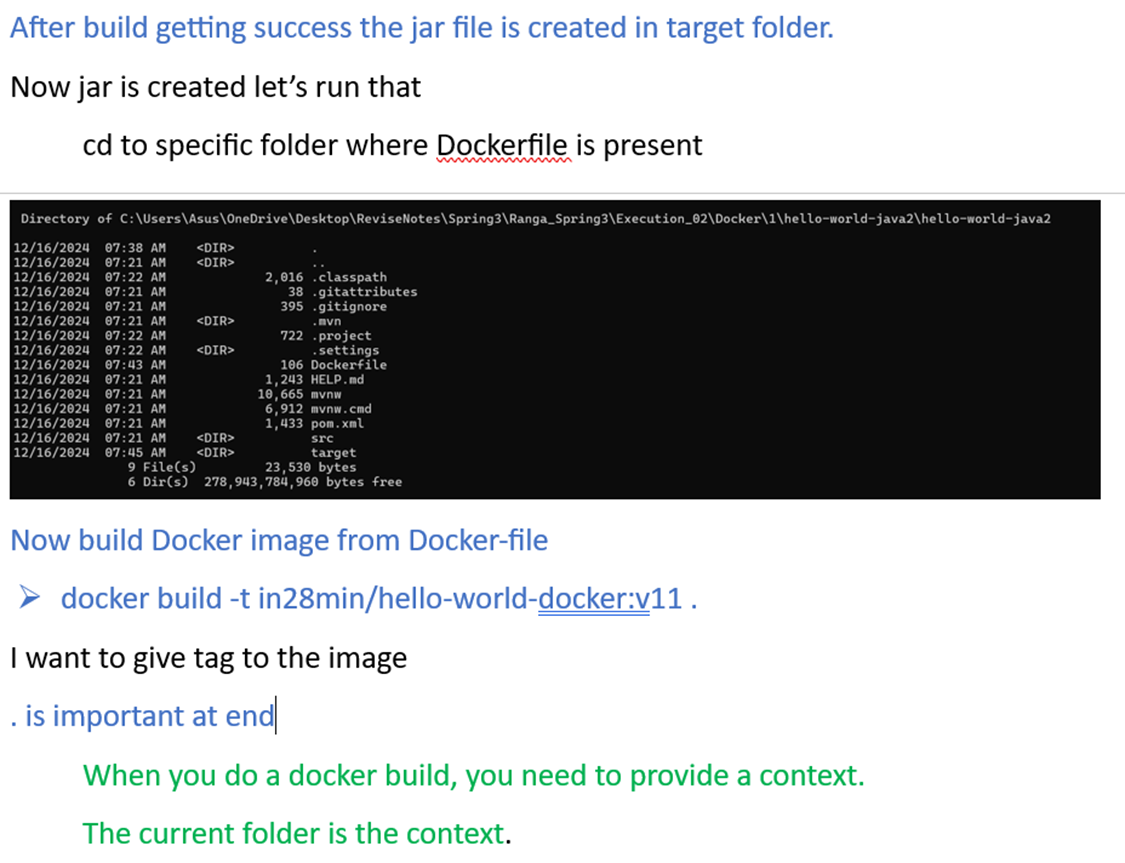 After build getting success the jar file is created in target folder.
Now jar is created let's run that
cd to specific folder where Dockerfile is present
Directory of C:\Users\Asus\OneDrive\Desktop\ReviseNotes\Spring3\Ranga_Spring3\Execution_02\Docker\1\hello-world-java2\hello-world-java2
12/16/2024 07:38 AM <DIR> .
12/16/2024 07:21 AM <DIR> ..
12/16/2024 07:22 AM 2,016 .classpath
12/16/2024 07:21 AM 38 .gitattributes
12/16/2024 07:21 AM 395 .gitignore
12/16/2024 07:21 AM <DIR> .mvn
12/16/2024 07:22 AM 722 .project
12/16/2024 07:22 AM <DIR> .settings
12/16/2024 07:43 AM 106 Dockerfile
12/16/2024 07:21 AM 1,243 HELP.md
12/16/2024 07:21 AM 10,665 mvnw
12/16/2024 07:21 AM 6,912 mvnw.cmd
12/16/2024 07:21 AM 1,433 pom.xml
12/16/2024 07:21 AM <DIR> src
12/16/2024 07:45 AM <DIR> target
9 File(s) 23,530 bytes
6 Dir(s) 278,943,784,960 bytes free
Now build Docker image from Docker-file
➢ docker build -t in28min/hello-world-docker:v11 .
I want to give tag to the image
. is important at end
When you do a docker build, you need to provide a context.
The current folder is the context.